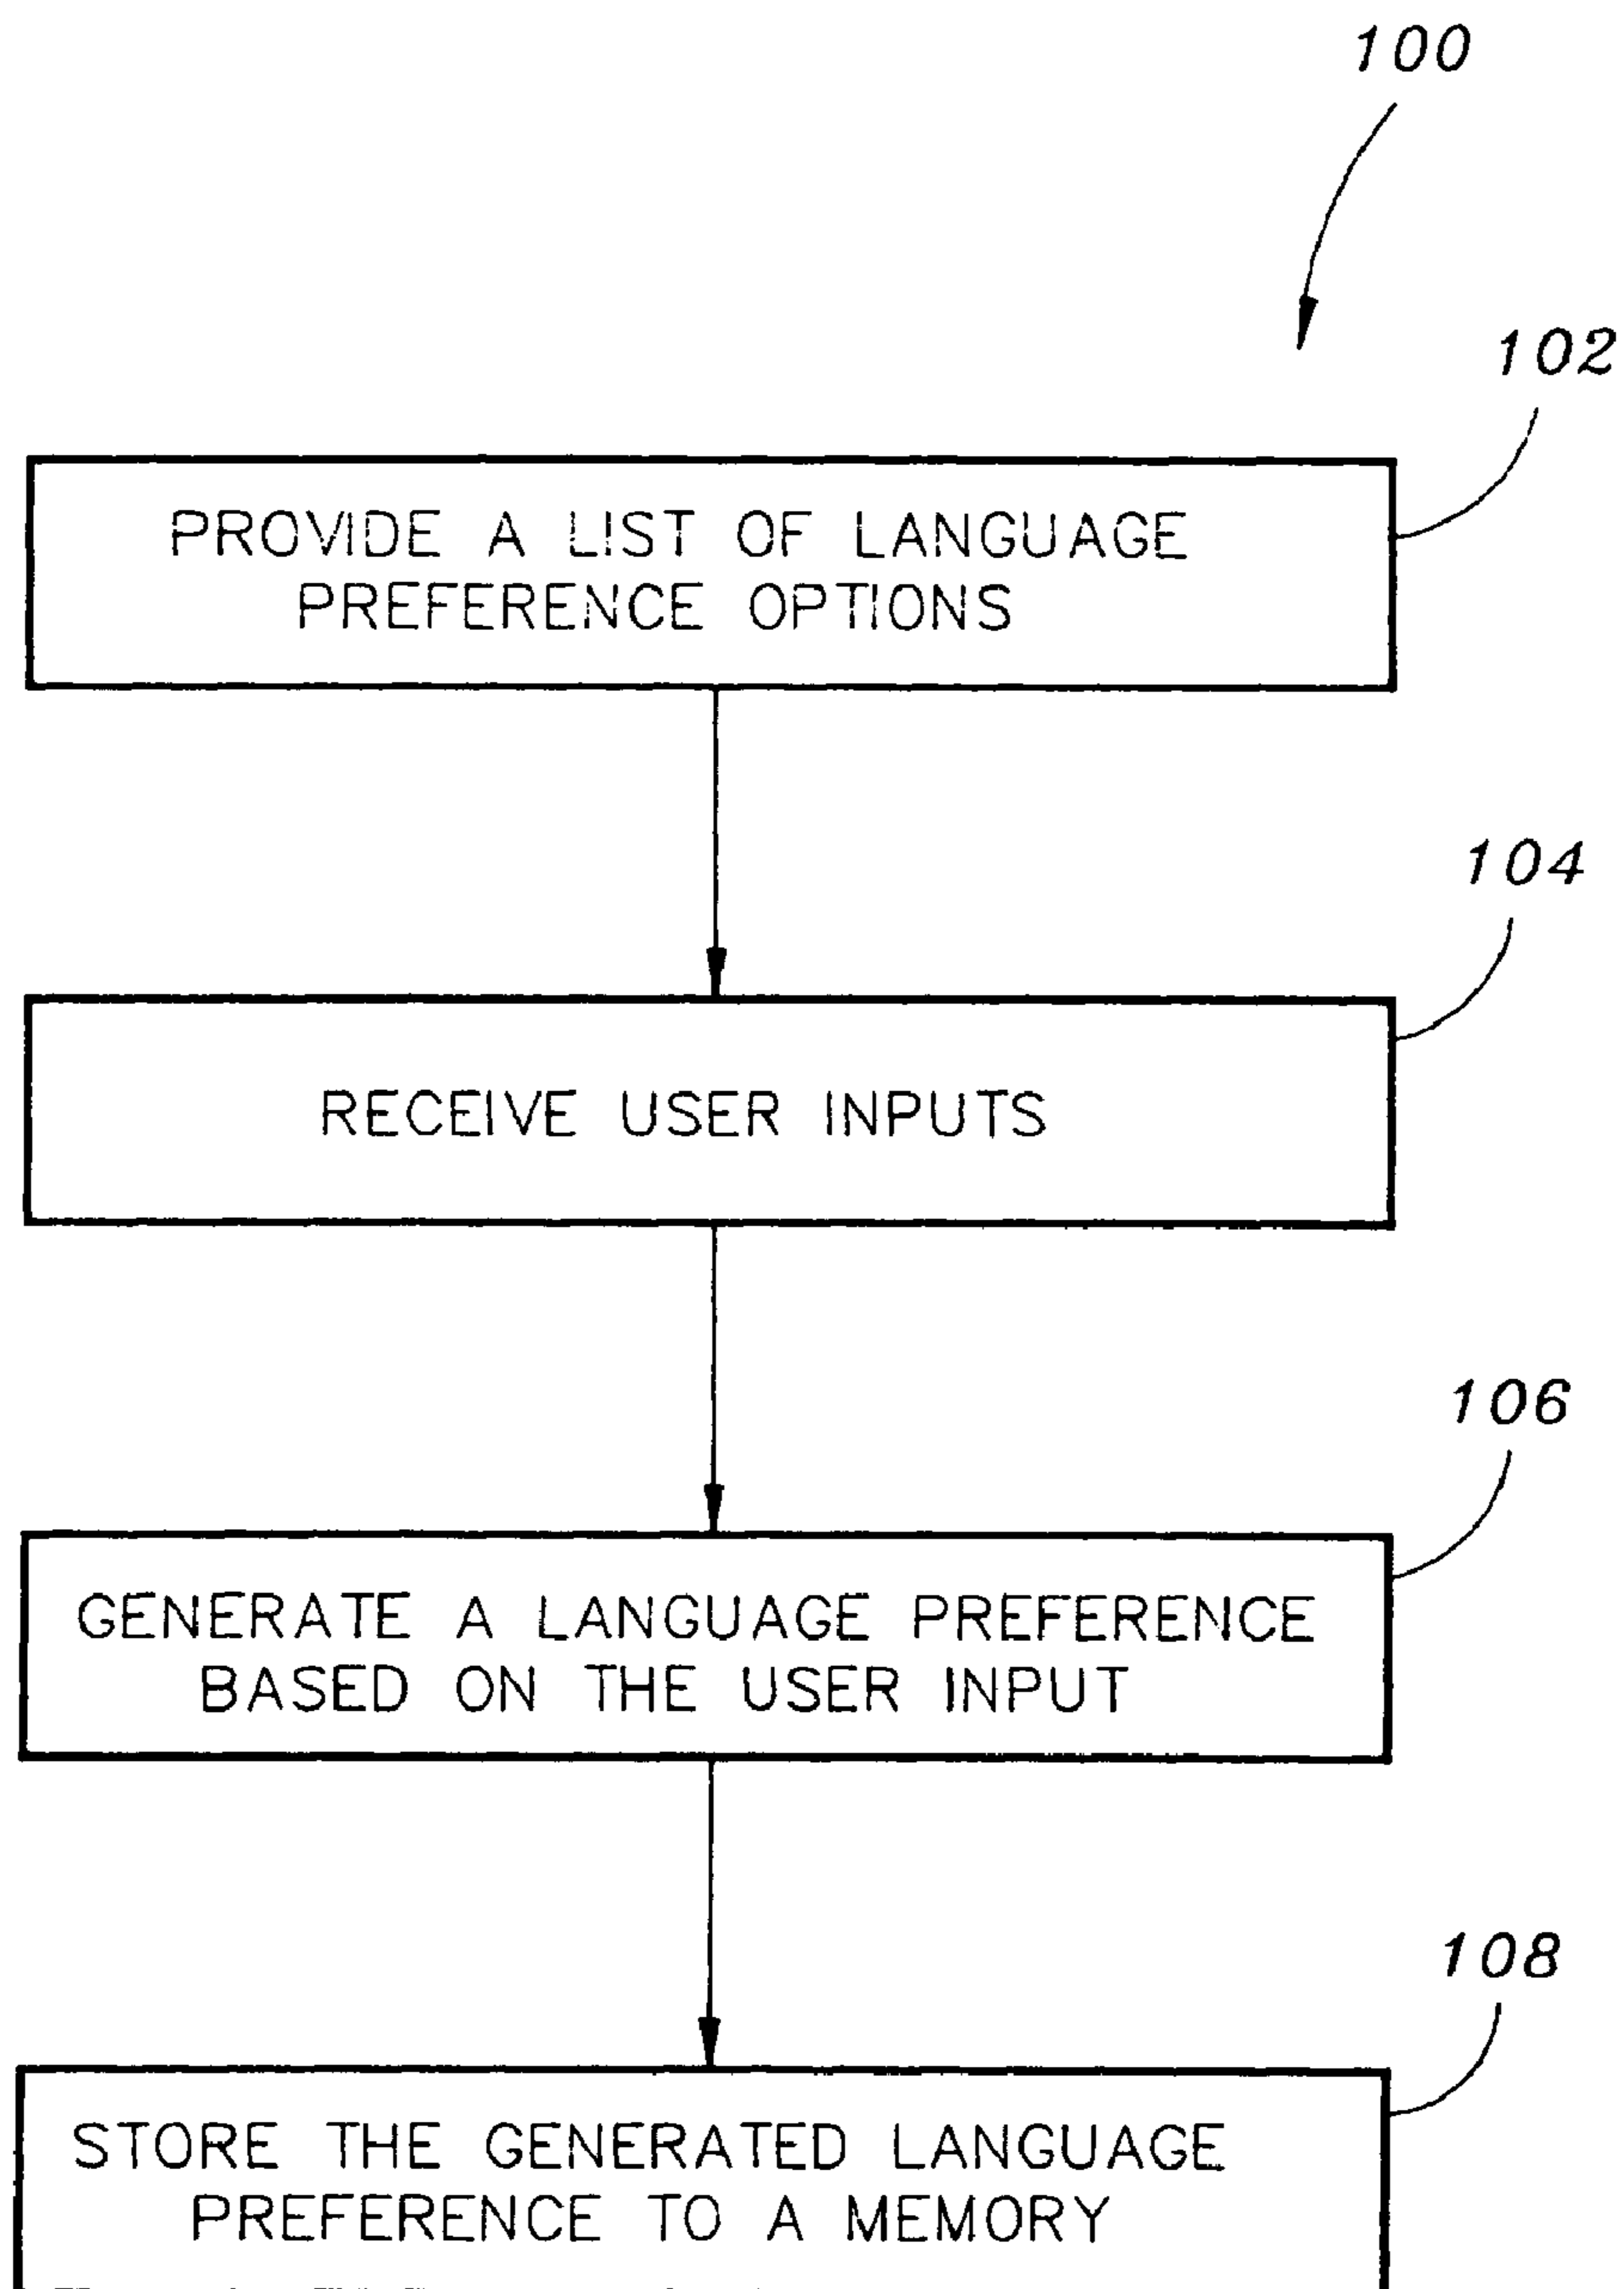 100
102
PROVIDE A LIST OF LANGUAGE
PREFERENCE OPTIONS
104
RECEIVE USER INPUTS
106
GENERATE A LANGUAGE PREFERENCE
BASED ON THE USER INPUT
108
STORE THE GENERATED LANGUAGE
PREFERENCE TO A MEMORY